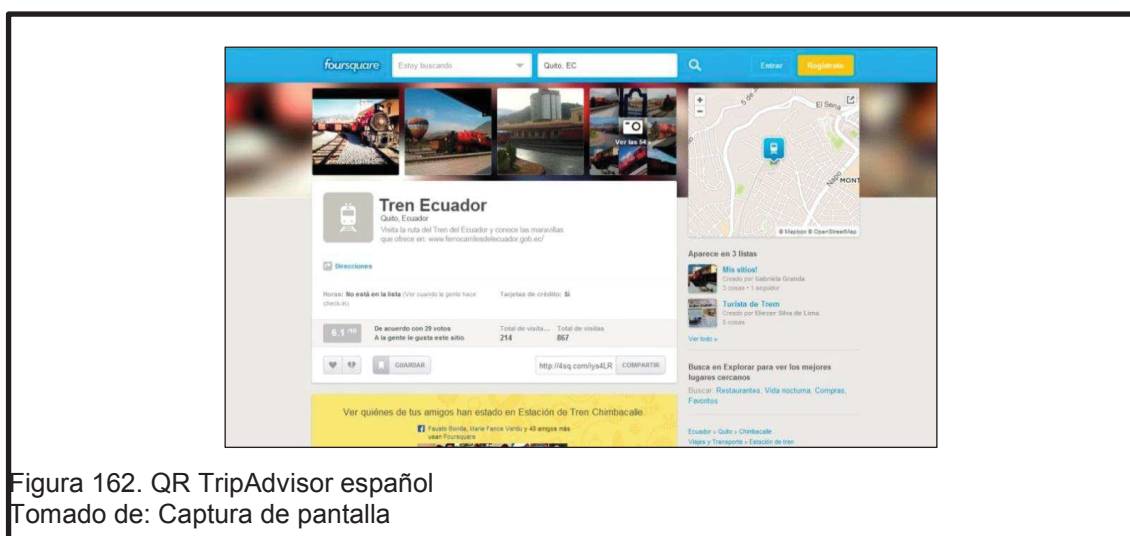 foursquare
Estoy buscando...
Quito, EC
Entrar
Regístrate
Ver las 54
El Sena
Napo
MONT
© Mapbox © OpenStreetMap
Tren Ecuador
Quito, Ecuador
Visita la ruta del Tren del Ecuador y conoce las maravillas
que ofrece en: www.ferrocarrilesdelecuador.gob.ec/
Direcciones
Horas: No está en la lista (Ver cuando la gente hace
check-in)
Tarjetas de crédito: Sí
6.1 /10
De acuerdo con 29 votos
A la gente le gusta este sitio
Total de visita...
214
Total de visitas
867
GUARDAR
http://4sq.com/iys4LR
COMPARTIR
Ver quiénes de tus amigos han estado en Estación de Tren Chimbacalle.
y 48 amigos más
usan Foursquare
Aparece en 3 listas
Mis sitios!
Creado por Gabriela Granda
3 cosas • 1 seguidor
Turista de Trem
Creado por Eliezer Silva de Lima
5 cosas
Ver todo »
Busca en Explorar para ver los mejores
lugares cercanos
Buscar: Restaurantes, Vida nocturna, Compras,
Favoritos
Ecuador » Quito » Chimbacalle
Viajes y Transporte » Estación de tren
Figura 162. QR TripAdvisor español
Tomado de: Captura de pantalla